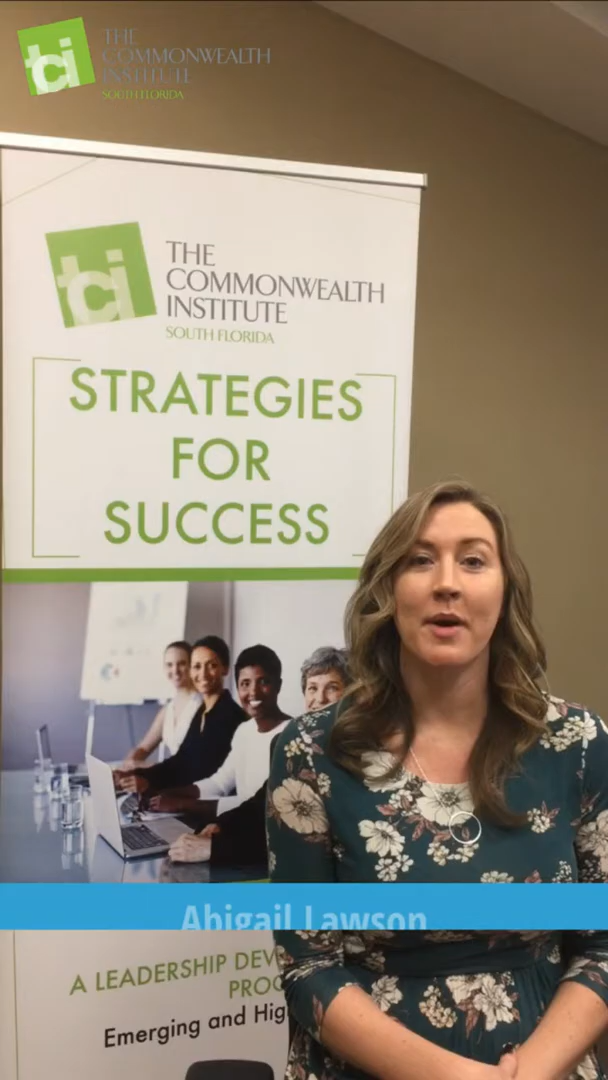 tci
THE
COMMONWEALTH
INSTITUTE
SOUTH FLORIDA
tci
THE
COMMONWEALTH
INSTITUTE
SOUTH FLORIDA
STRATEGIES
FOR
SUCCESS
Abigail Lawson
A LEADERSHIP DEV
PROG
Emerging and Hig